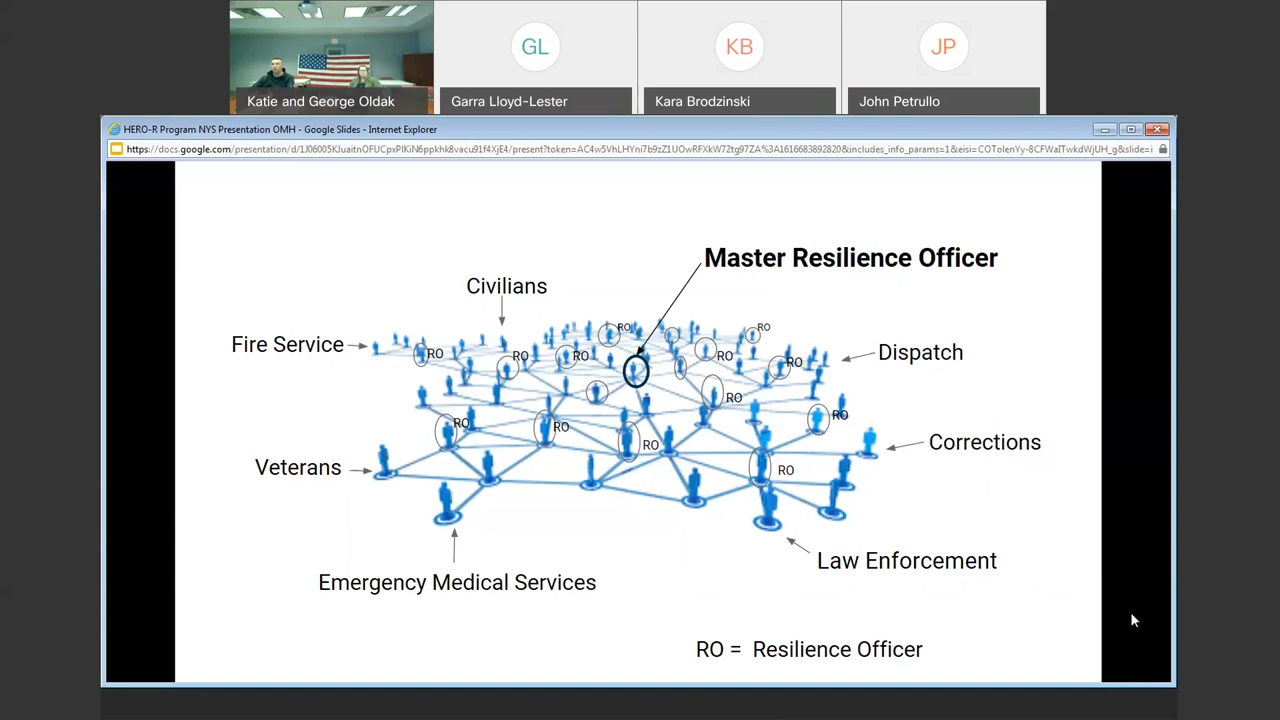 GL
KB
JP
Katie and George Oldak
Garra Lloyd-Lester
Kara Brodzinski
John Petrullo
HERO-R Program NYS Presentation OMH - Google Slides - Internet Explorer
Master Resilience Officer
Civilians
Fire Service
Dispatch
Corrections
Veterans
Law Enforcement
Emergency Medical Services
RO
RO
RO
RO
RO
RO
RO
RO
RO
RO
RO
RO
RO
RO = Resilience Officer